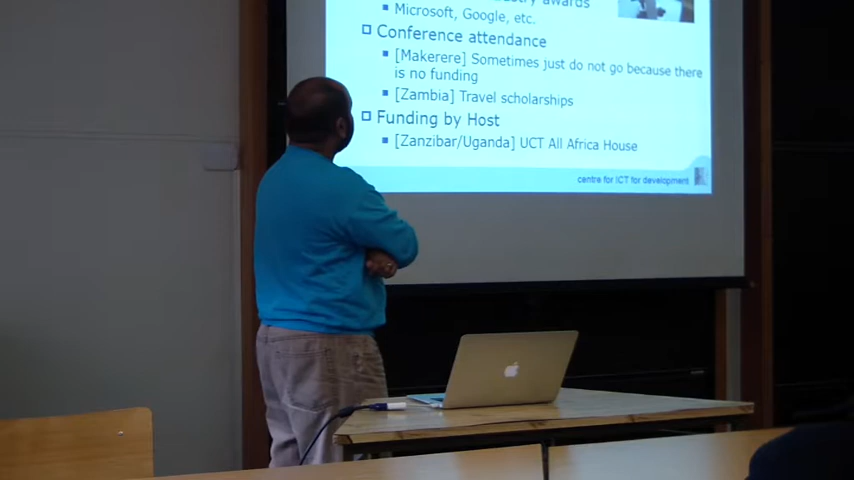 awards
Microsoft, Google, etc.
Conference attendance
[Makerere] Sometimes just do not go because there
is no funding
[Zambia] Travel scholarships
Funding by Host
[Zanzibar/Uganda] UCT All Africa House
centre for ICT for development